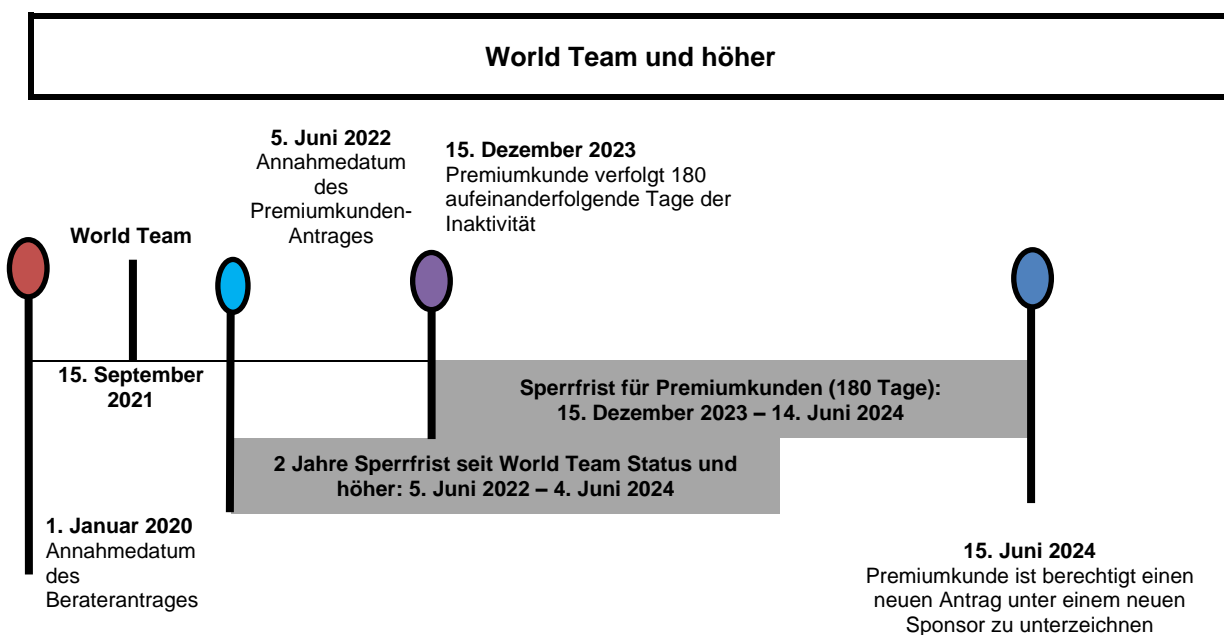 World Team und höher
5. Juni 2022
Annahmedatum
des
Premiumkunden-
Antrages
15. Dezember 2023
Premiumkunde verfolgt 180
aufeinanderfolgende Tage der
Inaktivität
World Team
15. September
2021
Sperrfrist für Premiumkunden (180 Tage):
15. Dezember 2023 – 14. Juni 2024
2 Jahre Sperrfrist seit World Team Status und
höher: 5. Juni 2022 – 4. Juni 2024
1. Januar 2020
Annahmedatum
des
Beraterantrages
15. Juni 2024
Premiumkunde ist berechtigt einen
neuen Antrag unter einem neuen
Sponsor zu unterzeichnen